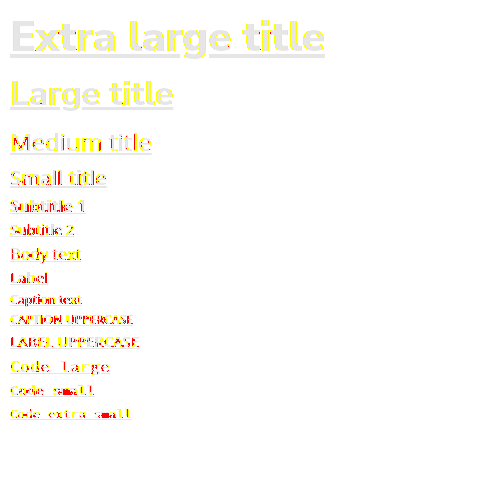 Extra large title
Large title
Medium title
Small title
Subtitle 1
Subtitle 2
Body text
Label
Caption text
CAPTION UPPERCASE
LABEL UPPERCASE
Code large
Code small
Code extra small